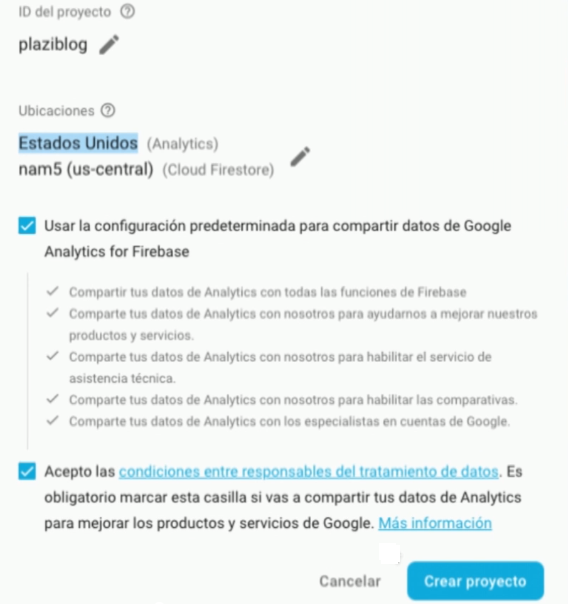 ID del proyecto
plaziblog
Ubicaciones
Estados Unidos (Analytics)
nam5 (us-central) (Cloud Firestore)
Usar la configuración predeterminada para compartir datos de Google
Analytics for Firebase
Compartir tus datos de Analytics con todas las funciones de Firebase
Comparte tus datos de Analytics con nosotros para ayudarnos a mejorar nuestros
productos y servicios.
Comparte tus datos de Analytics con nosotros para habilitar el servicio de
asistencia técnica.
Comparte tus datos de Analytics con nosotros para habilitar las comparativas.
Comparte tus datos de Analytics con los especialistas en cuentas de Google.
Acepto las condiciones entre responsables del tratamiento de datos. Es
obligatorio marcar esta casilla si vas a compartir tus datos de Analytics
para mejorar los productos y servicios de Google. Más información
Cancelar Crear proyecto